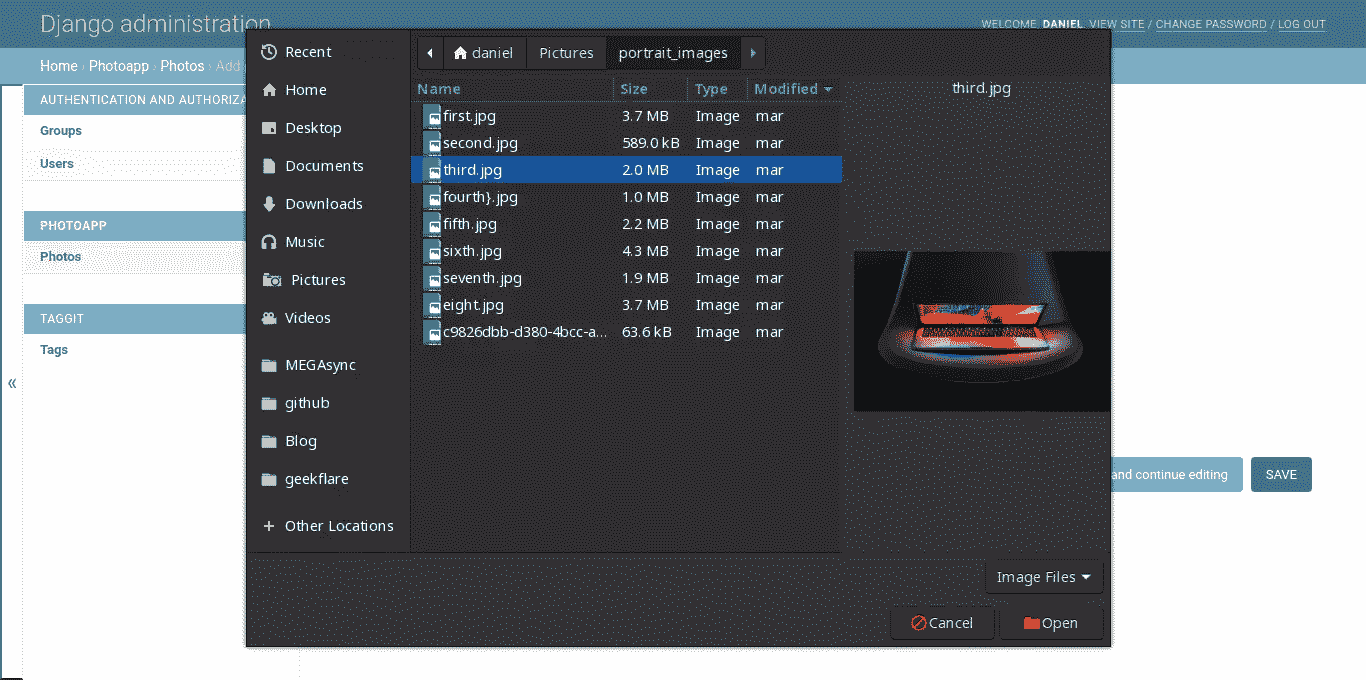 Django administration
WELCOME, DANIEL. VIEW SITE / CHANGE PASSWORD / LOG OUT
Home › Photoapp › Photos › Add
AUTHENTICATION AND AUTHORIZA
Groups
Users
PHOTOAPP
Photos
TAGGIT
Tags
«
Recent
Home
Desktop
Documents
Downloads
Music
Pictures
Videos
MEGAsync
github
Blog
geekflare
+ Other Locations
daniel Pictures portrait_images
Name Size Type Modified
first.jpg 3.7 MB Image mar
second.jpg 589.0 kB Image mar
third.jpg 2.0 MB Image mar
fourth}.jpg 1.0 MB Image mar
fifth.jpg 2.2 MB Image mar
sixth.jpg 4.3 MB Image mar
seventh.jpg 1.9 MB Image mar
eight.jpg 3.7 MB Image mar
c9826dbb-d380-4bcc-a... 63.6 kB Image mar
third.jpg
and continue editing
SAVE
Image Files
Cancel
Open